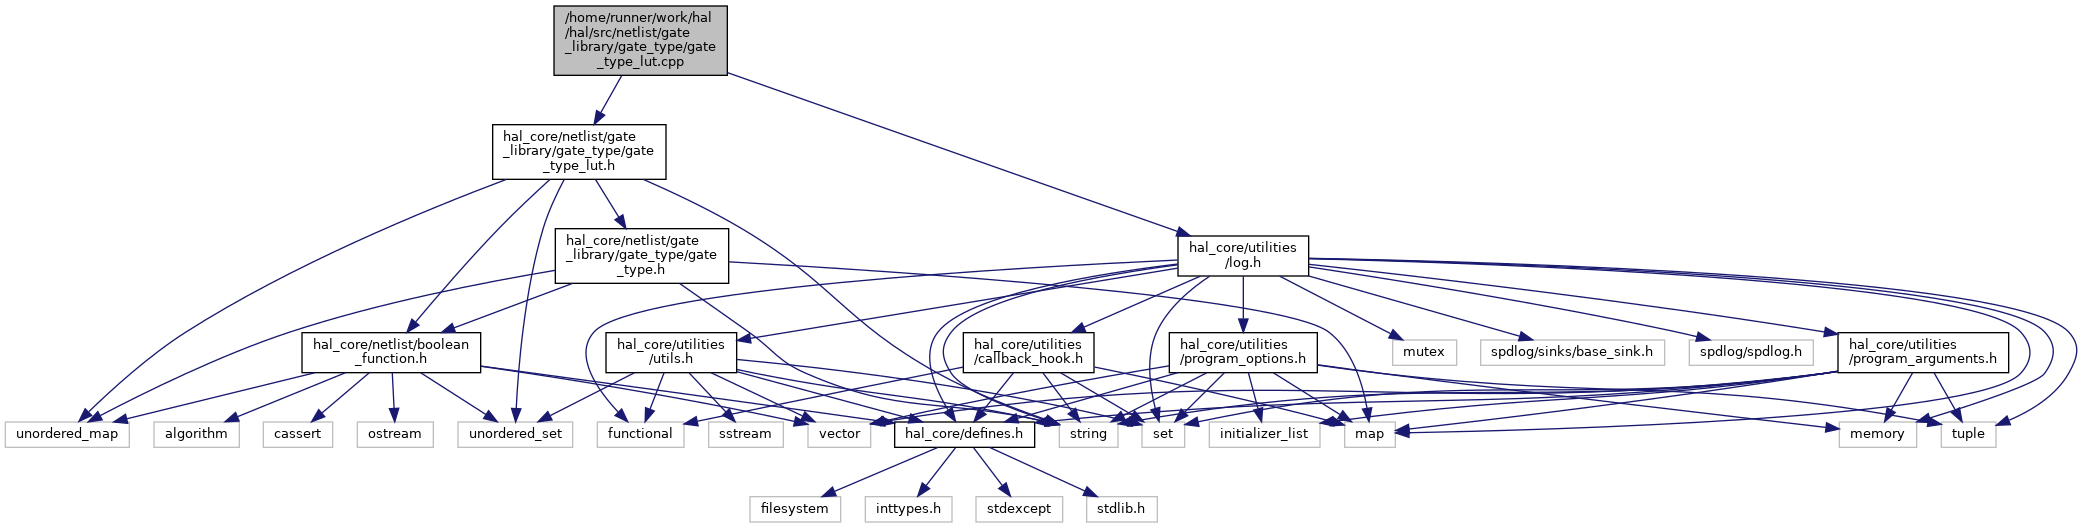 /home/runner/work/hal
/hal/src/netlist/gate
_library/gate_type/gate
_type_lut.cpp
hal_core/netlist/gate
_library/gate_type/gate
_type_lut.h
hal_core/netlist/gate
_library/gate_type/gate
_type.h
hal_core/utilities
/log.h
hal_core/netlist/boolean
_function.h
hal_core/utilities
/utils.h
hal_core/utilities
/callback_hook.h
hal_core/utilities
/program_options.h
mutex
spdlog/sinks/base_sink.h
spdlog/spdlog.h
hal_core/utilities
/program_arguments.h
unordered_map
algorithm
cassert
ostream
unordered_set
functional
sstream
vector
hal_core/defines.h
string
set
initializer_list
map
memory
tuple
filesystem
inttypes.h
stdexcept
stdlib.h